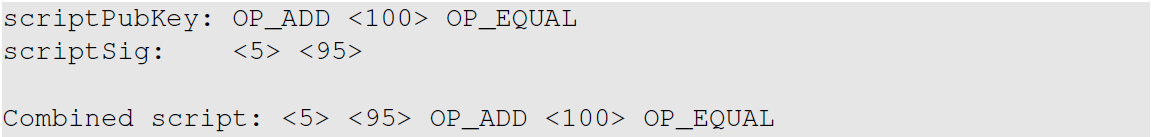 scriptPubKey: OP_ADD <100> OP_EQUAL
scriptSig:    <5> <95>
Combined script: <5> <95> OP_ADD <100> OP_EQUAL